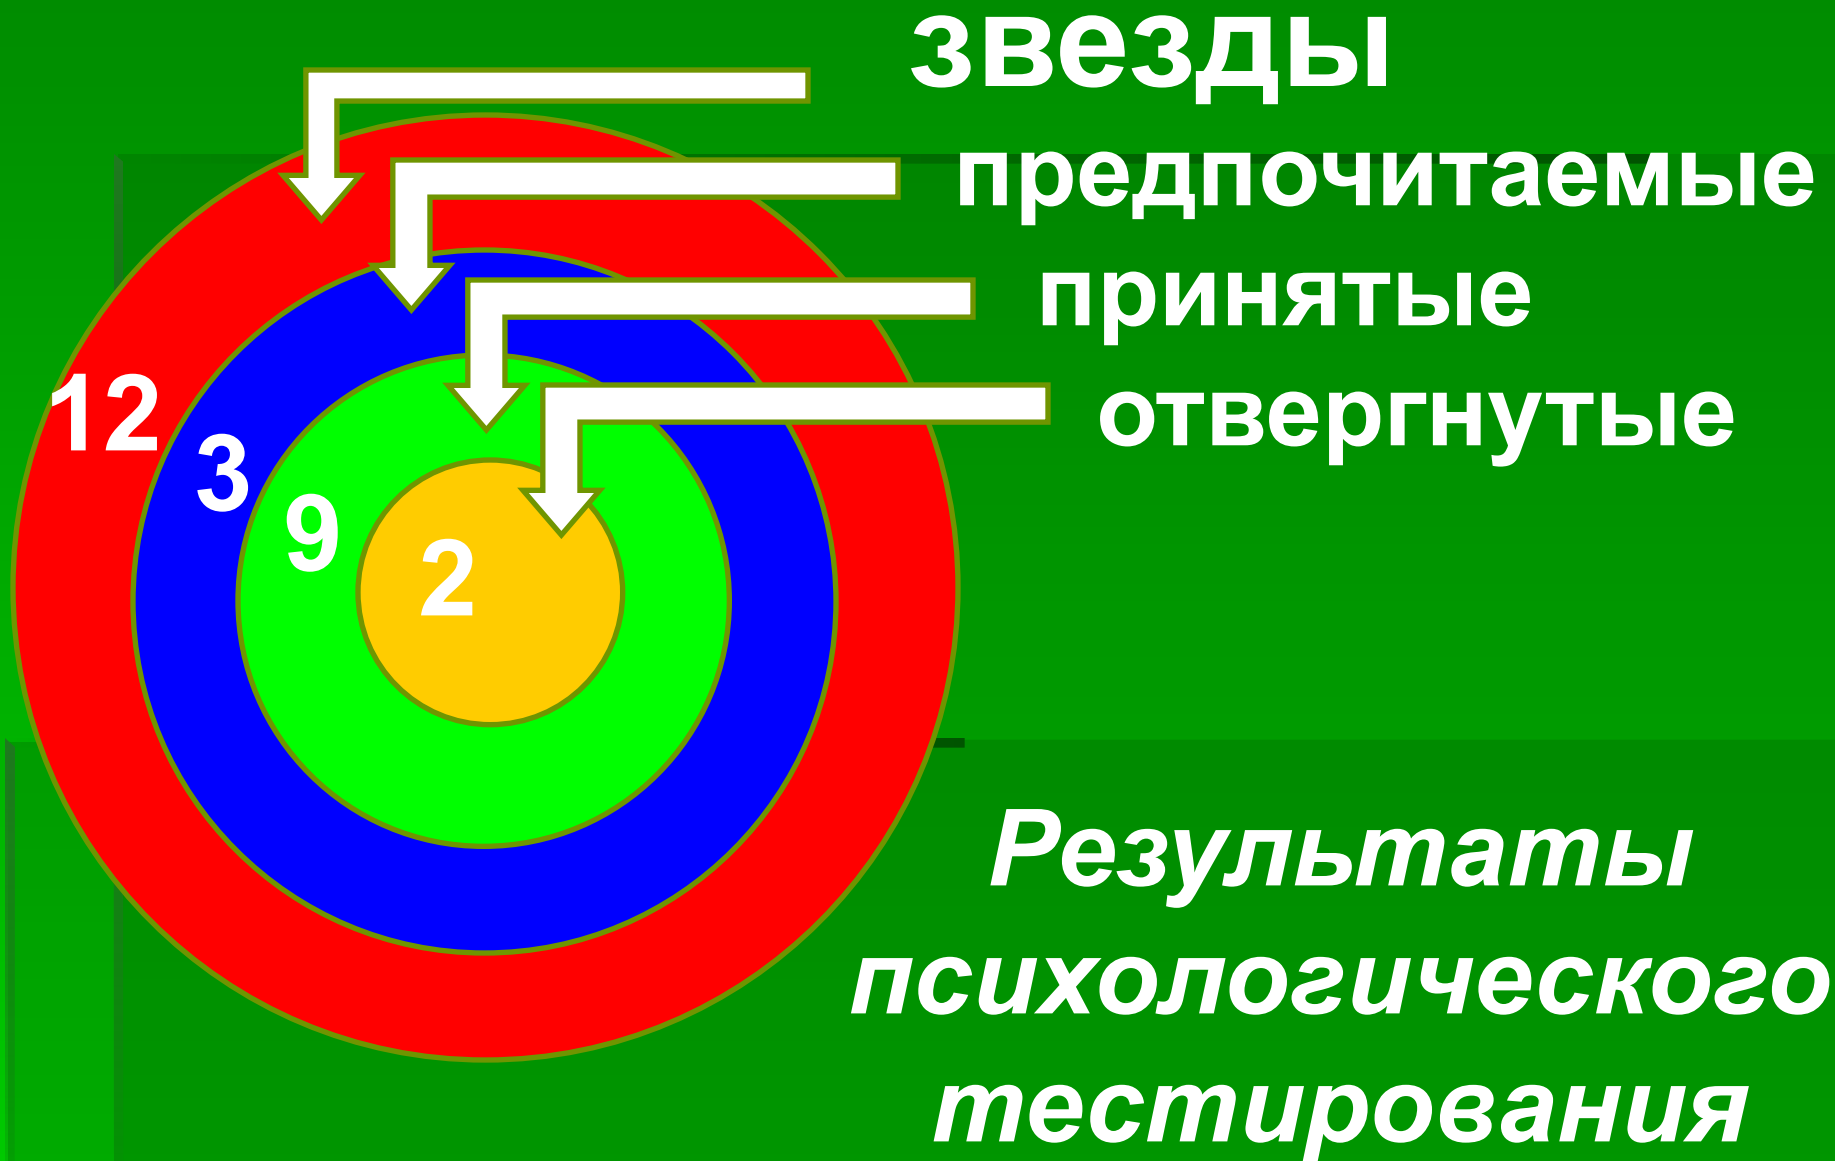 звезды
предпочитаемые
принятые
отвергнутые
12
3
9
2
Результаты
психологического
тестирования